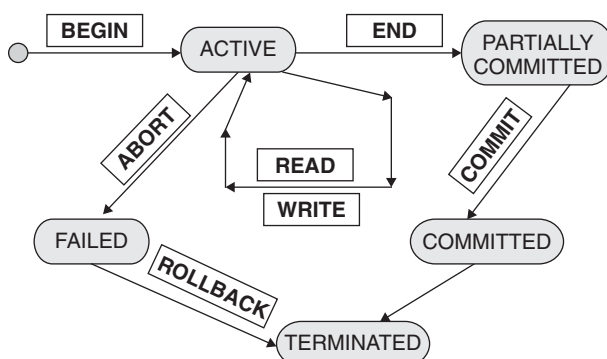 BEGIN
ACTIVE
END
PARTIALLY
COMMITTED
ABORT
READ
WRITE
COMMIT
FAILED
COMMITTED
ROLLBACK
TERMINATED